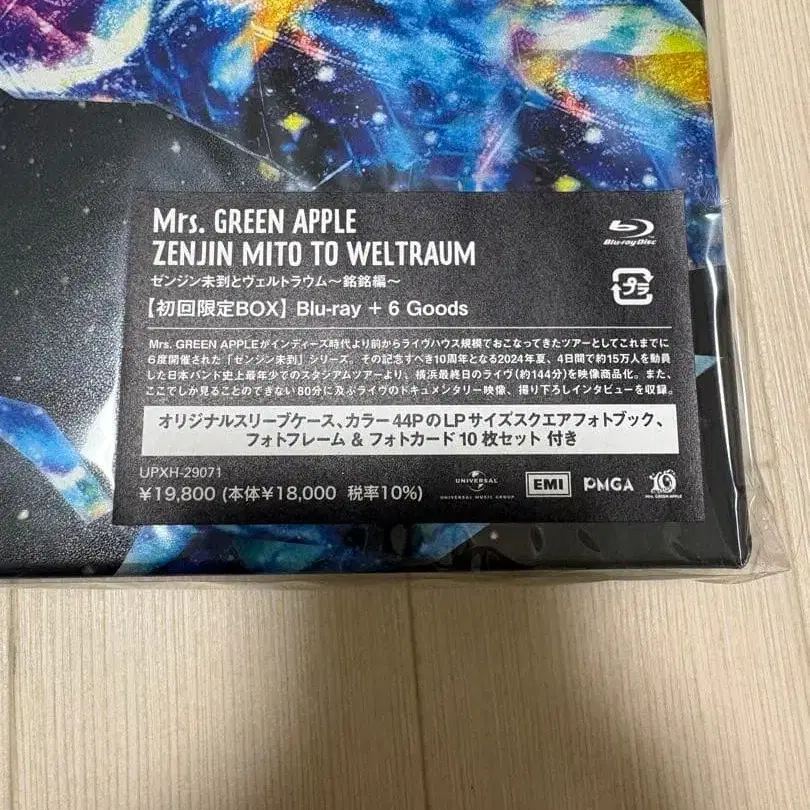 Mrs. GREEN APPLE
ZENJIN MITO TO WELTRAUM
ゼンジン未到とヴェルトラウム〜銘銘編〜
【初回限定BOX】Blu-ray + 6 Goods
Blu-ray Disc
プラ
Mrs. GREEN APPLEがインディーズ時代より前からライヴハウス規模でおこなってきたツアーとしてこれまでに
6度開催された「ゼンジン未到」シリーズ。その記念すべき10周年となる2024年夏、4日間で約15万人を動員
した日本バンド史上最年少でのスタジアムツアーより、横浜最終日のライヴ(約144分)を映像商品化。また、
ここでしか見ることのできない80分に及ぶライヴのドキュメンタリー映像、撮り下ろしインタビューを収録。
オリジナルスリーブケース、カラー44PのLPサイズスクエアフォトブック、
フォトフレーム & フォトカード10枚セット 付き
UPXH-29071
¥19,800 (本体¥18,000 税率10%)
UNIVERSAL
UNIVERSAL MUSIC GROUP
EMI
PMGA
10
MRS. GREEN APPLE